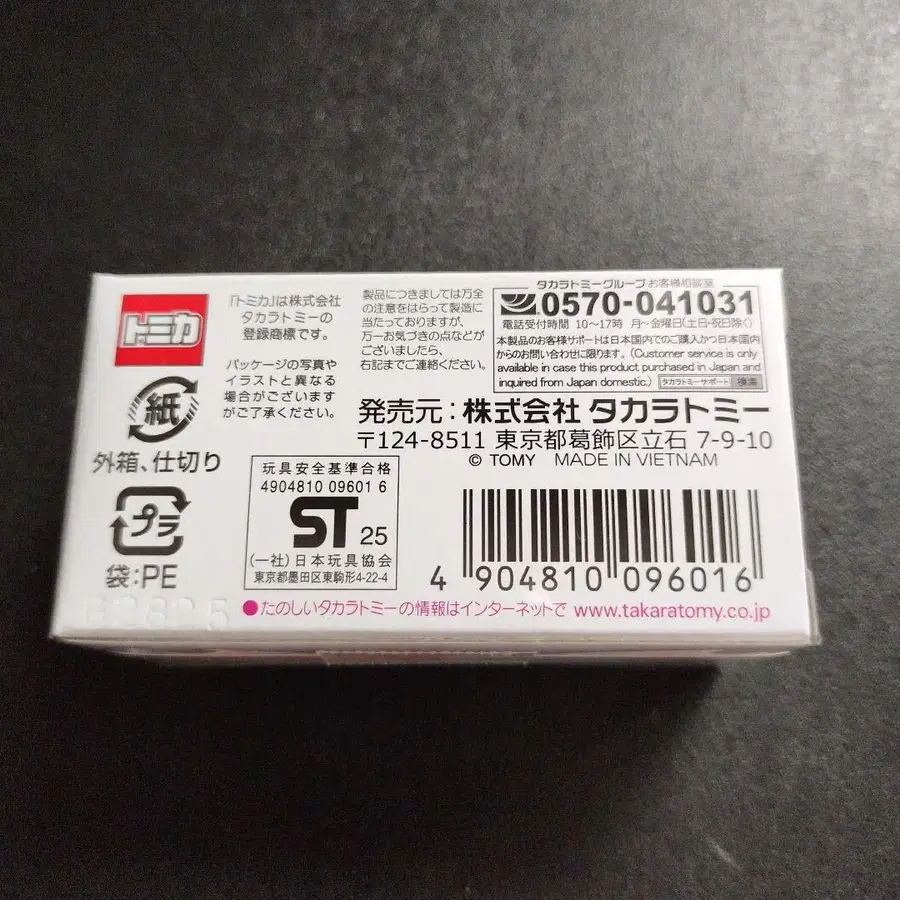 トミカ
「トミカ」は株式会社
タカラトミーの
登録商標です。
パッケージの写真や
イラストと異なる
場合がございます
がご了承ください。
製品につきましては万全
の注意をはらって製造に
当たっておりますが、
万一お気づきの点などが
ございましたら、
右記までご連絡ください。
タカラトミーグループお客様相談室
0570-041031
電話受付時間 10〜17時 月〜金曜日(土日・祝日除く)
本製品のお客様サポートは日本国内でのご購入かつ日本国内
からのお問い合わせに限ります。(Customer service is only
available in case this product purchased in Japan and
inquired from Japan domestic.) タカラトミーサポート 検索
発売元:株式会社 タカラトミー
〒124-8511 東京都葛飾区立石 7-9-10
© TOMY MADE IN VIETNAM
紙
外箱、仕切り
プラ
袋:PE
玩具安全基準合格
4904810 09601 6
ST 25
(一社)日本玩具協会
東京都墨田区東駒形4-22-4
4 904810 096016
●たのしいタカラトミーの情報はインターネットで www.takaratomy.co.jp